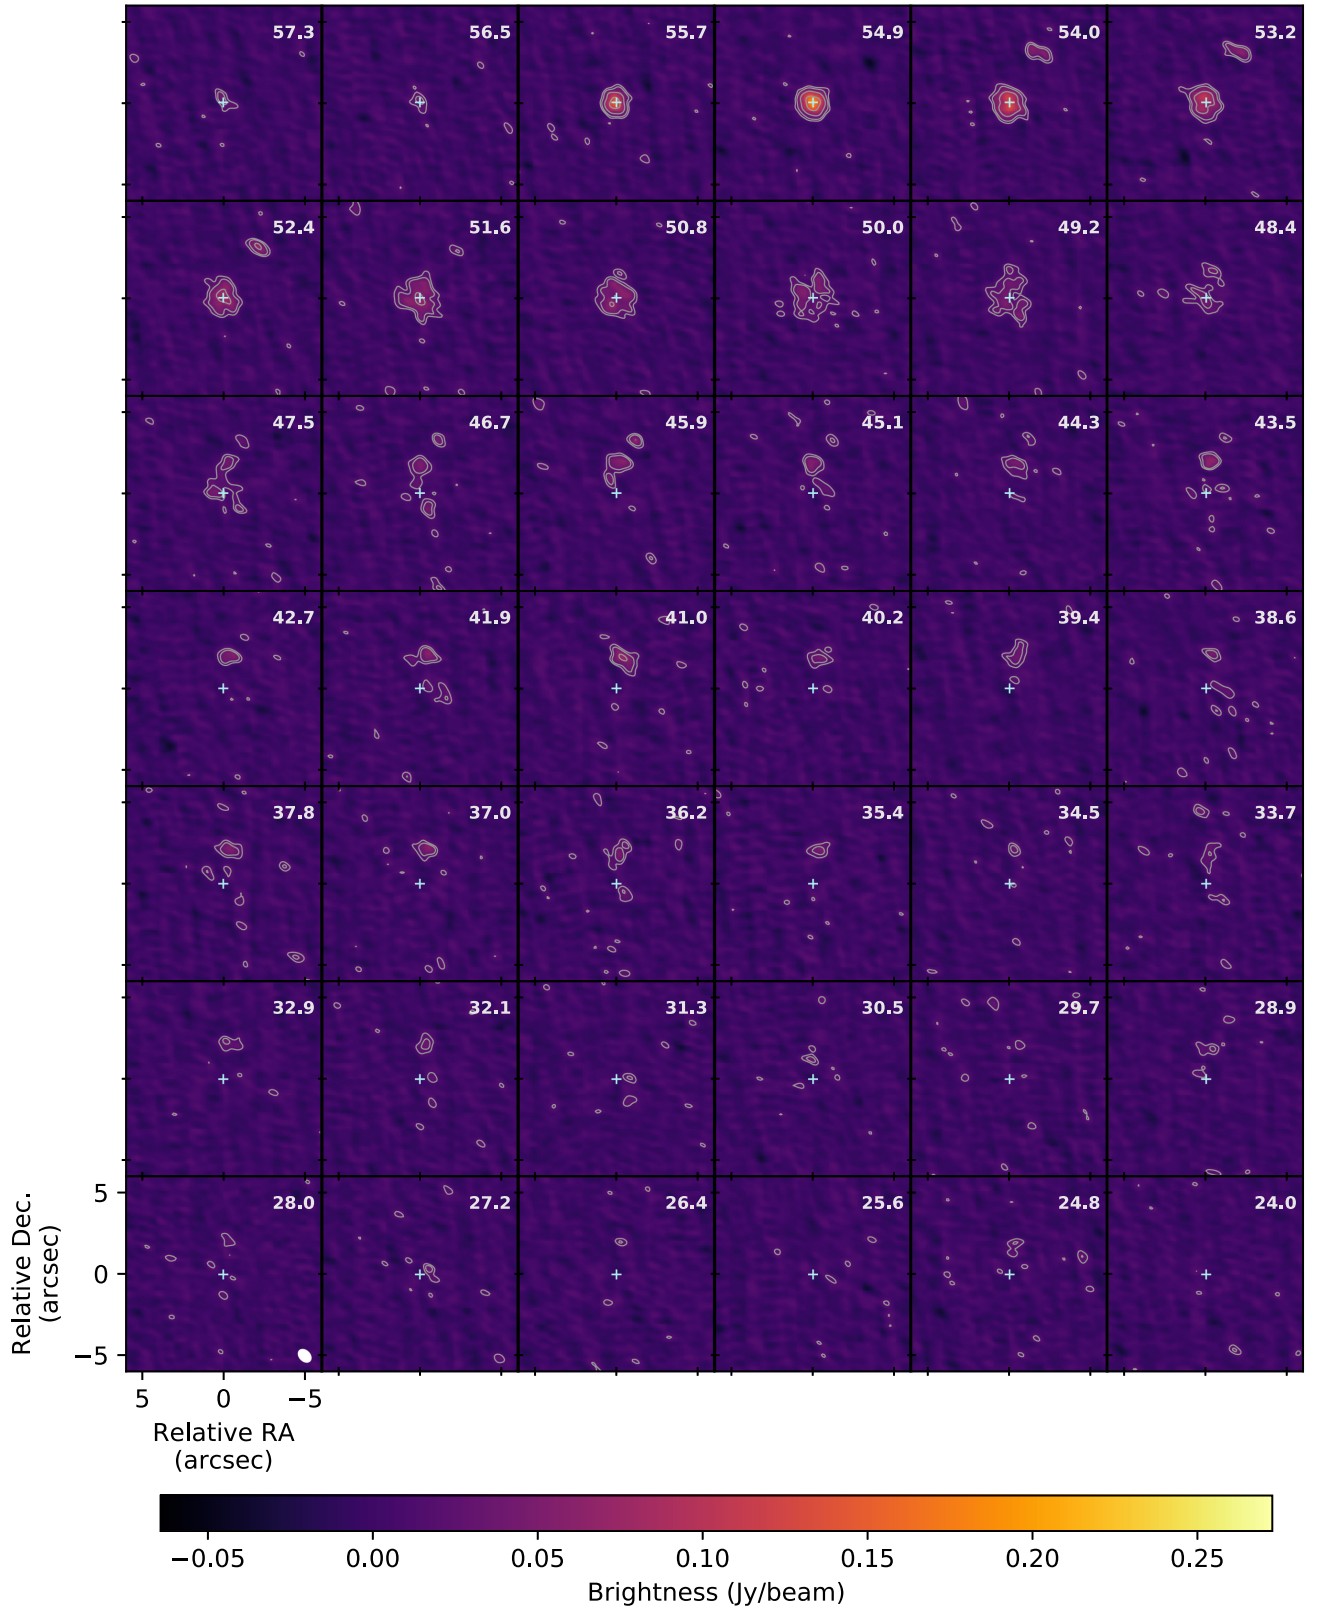 57.3 56.5 55.7 54.9 54.0 53.2
52.4 51.6 50.8 50.0 49.2 48.4
47.5 46.7 45.9 45.1 44.3 43.5
42.7 41.9 41.0 40.2 39.4 38.6
37.8 37.0 36.2 35.4 34.5 33.7
32.9 32.1 31.3 30.5 29.7 28.9
28.0 27.2 26.4 25.6 24.8 24.0
5
0
−5
Relative Dec.
(arcsec)
5 0 −5
Relative RA
(arcsec)
−0.05 0.00 0.05 0.10 0.15 0.20 0.25
Brightness (Jy/beam)